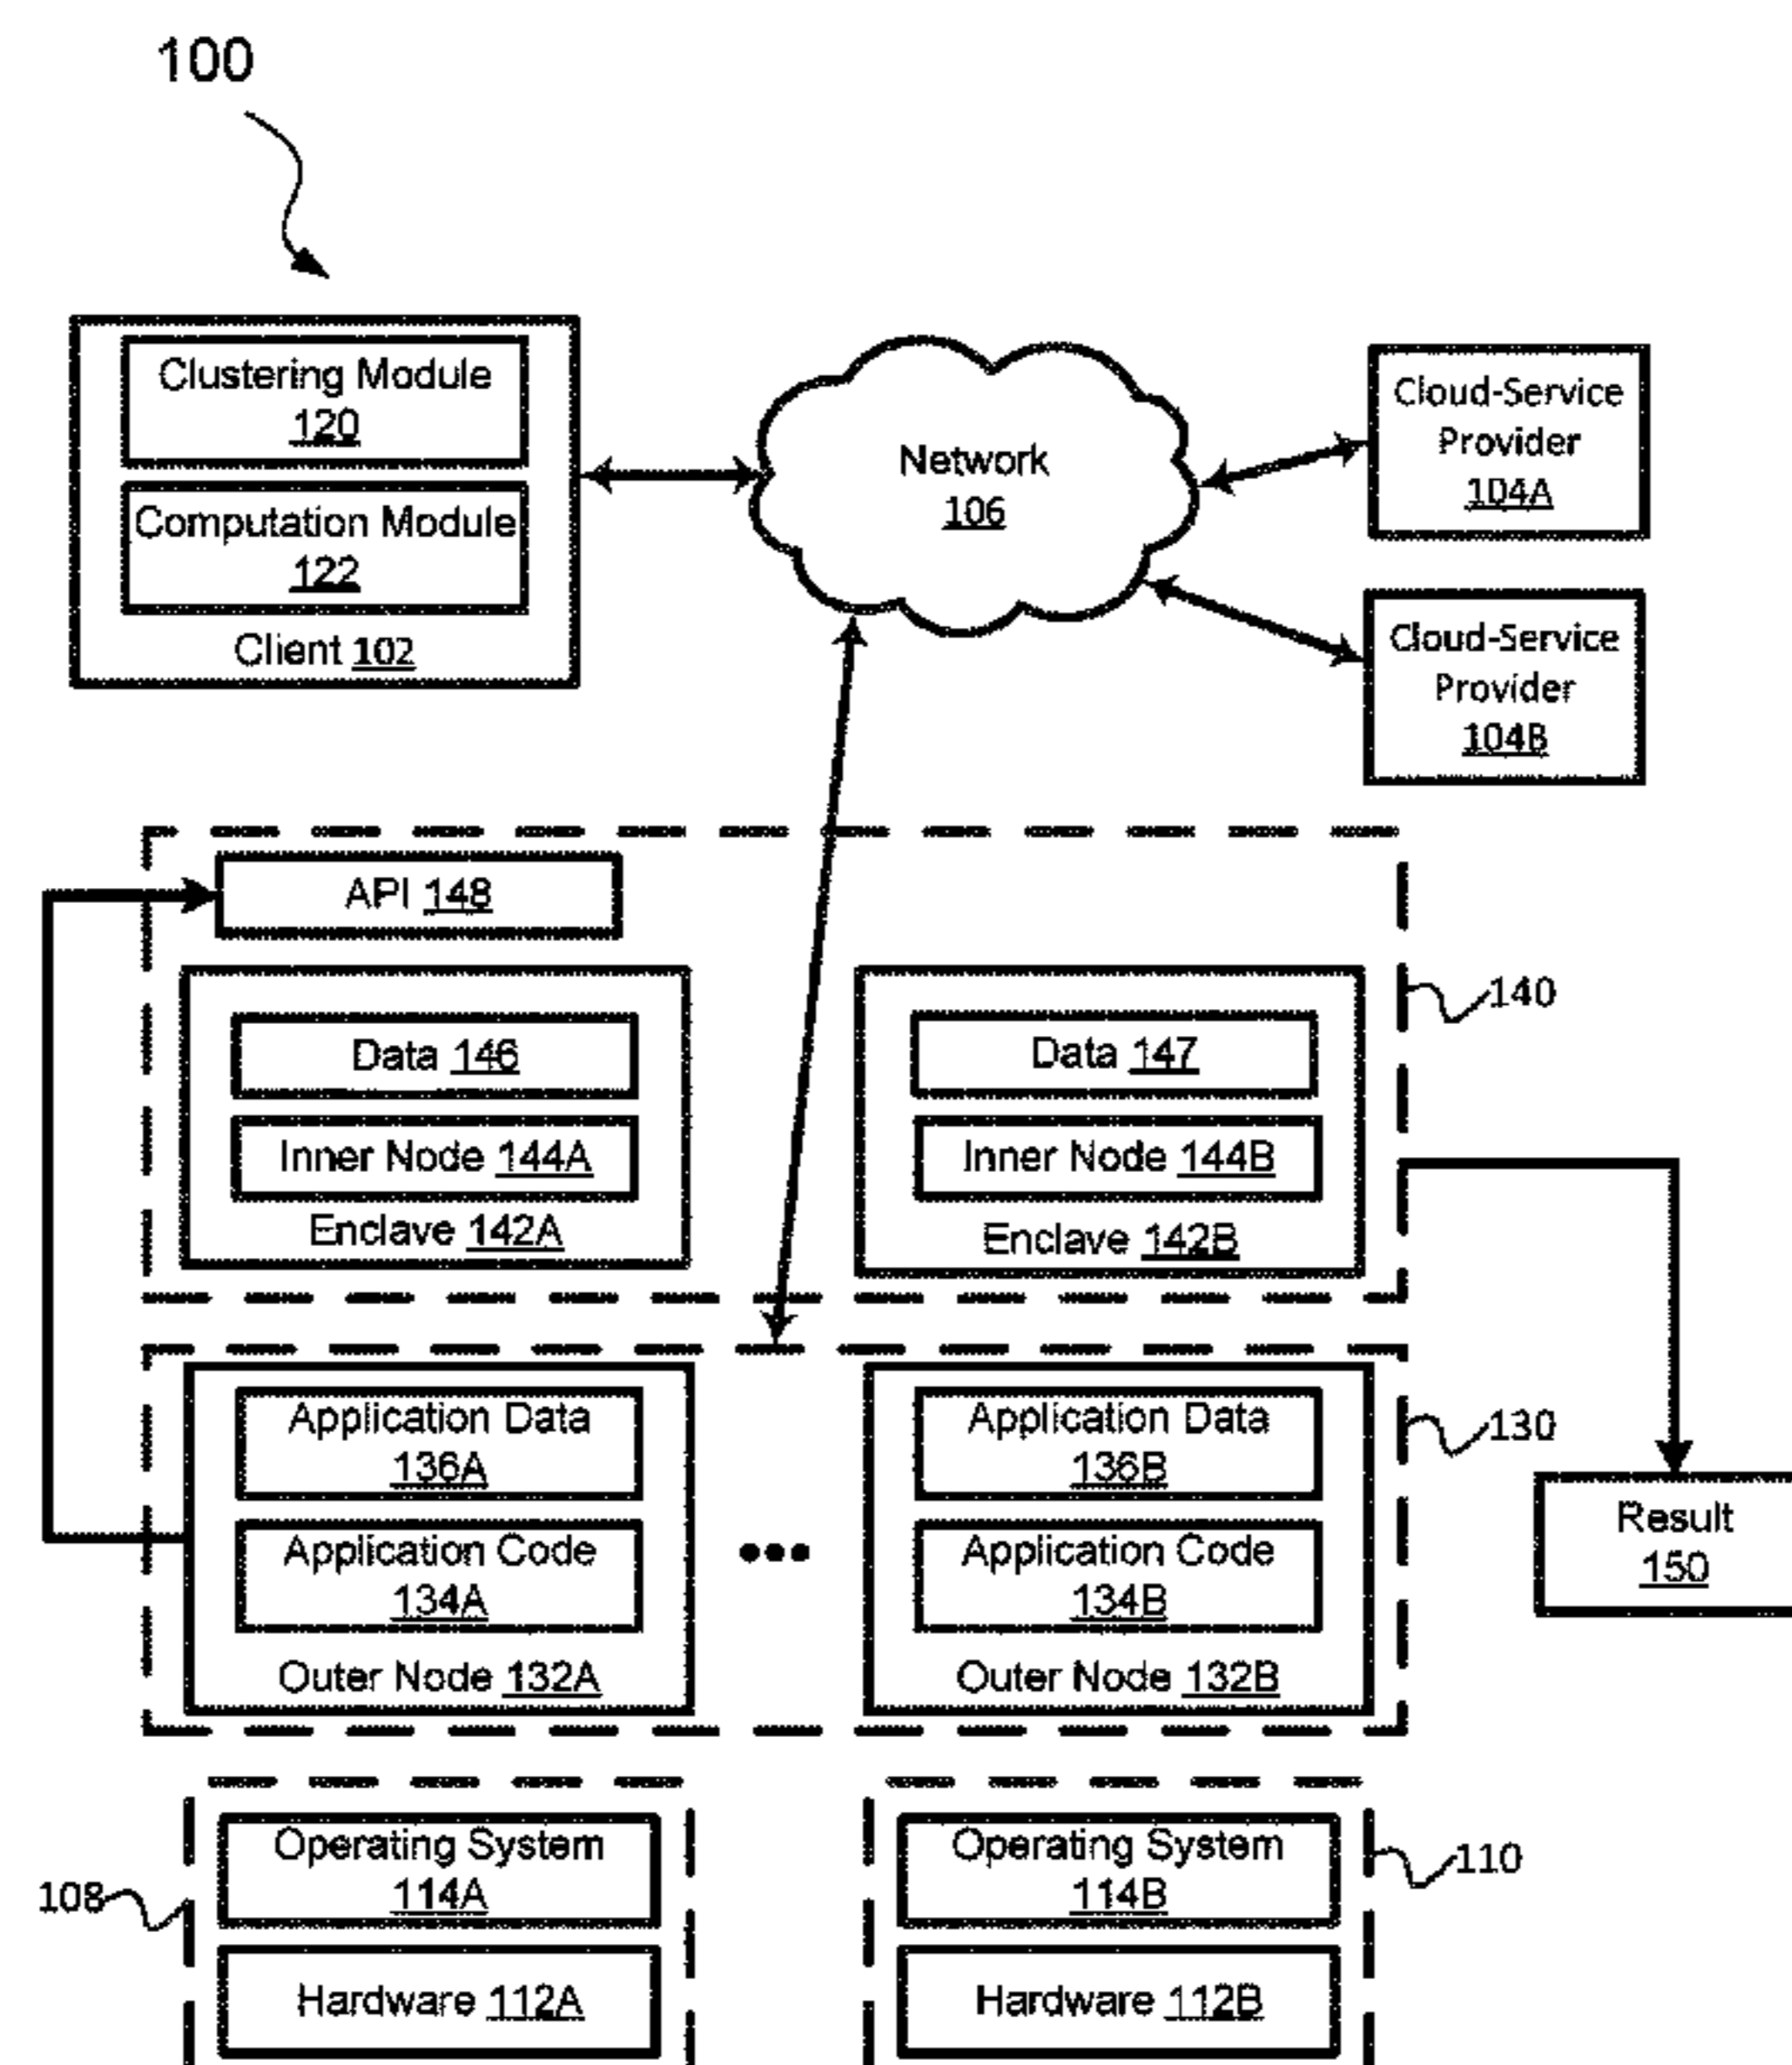 100
Clustering Module
120
Computation Module
122
Client 102
Network
106
Cloud-Service
Provider
104A
Cloud-Service
Provider
104B
API 148
Data 146
Inner Node 144A
Enclave 142A
Data 147
Inner Node 144B
Enclave 142B
140
Application Data
136A
Application Code
134A
Outer Node 132A
Application Data
136B
Application Code
134B
Outer Node 132B
130
Result
150
108
Operating System
114A
Hardware 112A
Operating System
114B
Hardware 112B
110